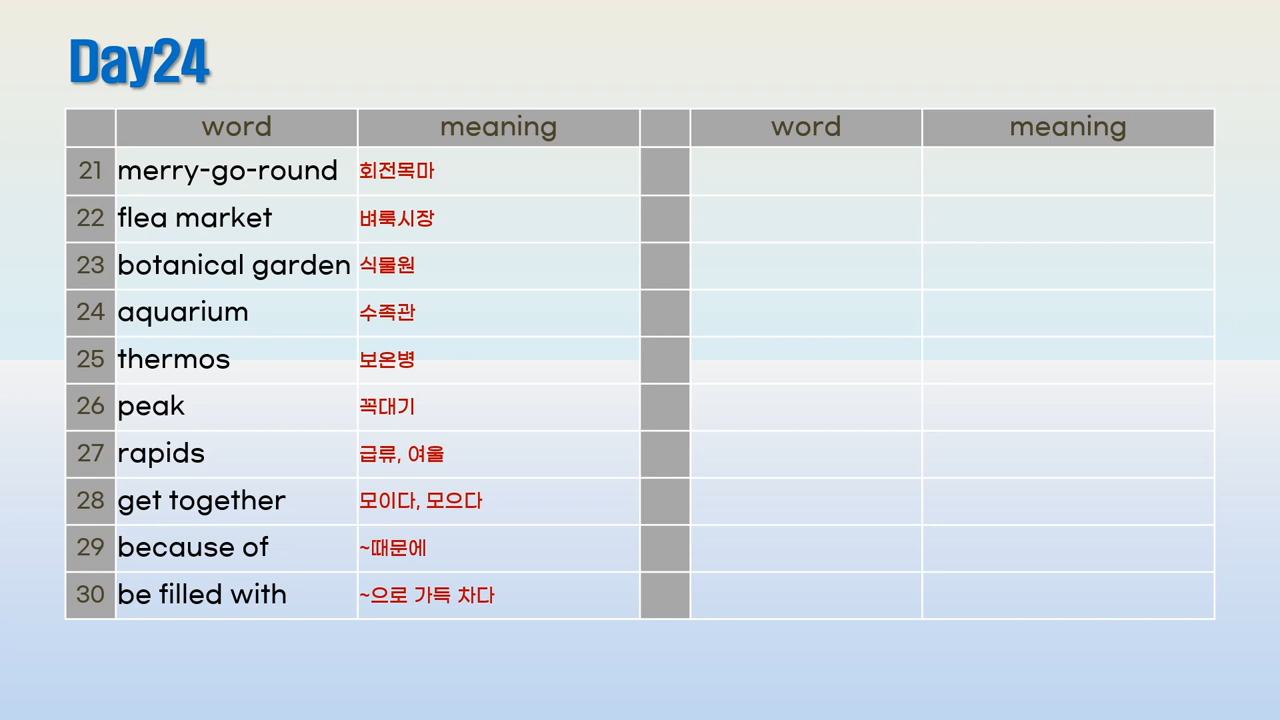 Day24
word meaning word meaning
21 merry-go-round 회전목마
22 flea market 벼룩시장
23 botanical garden 식물원
24 aquarium 수족관
25 thermos 보온병
26 peak 꼭대기
27 rapids 급류, 여울
28 get together 모이다, 모으다
29 because of ~때문에
30 be filled with ~으로 가득 차다